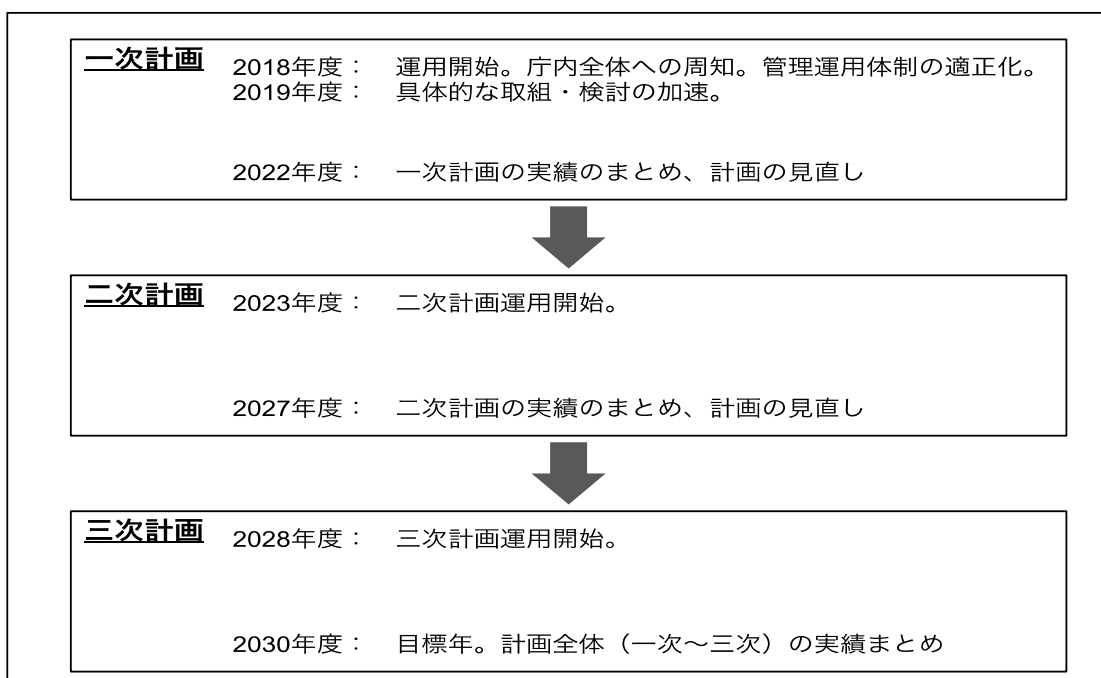 一次計画 2018年度： 運用開始。庁内全体への周知。管理運用体制の適正化。
2019年度： 具体的な取組・検討の加速。
2022年度： 一次計画の実績のまとめ、計画の見直し
二次計画 2023年度： 二次計画運用開始。
2027年度： 二次計画の実績のまとめ、計画の見直し
三次計画 2028年度： 三次計画運用開始。
2030年度： 目標年。計画全体（一次～三次）の実績まとめ